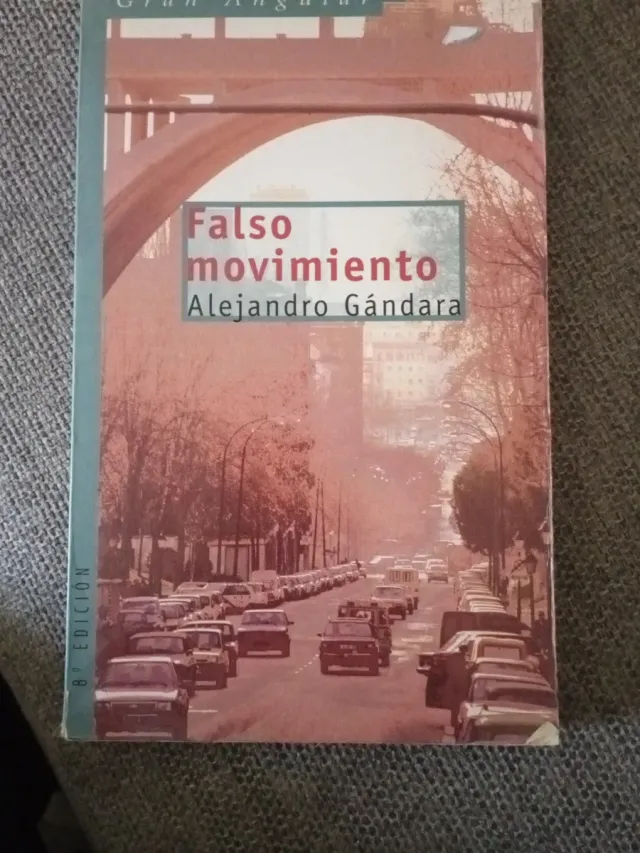 Gran Angular
Falso
movimiento
Alejandro Gándara
8ª EDICIÓN